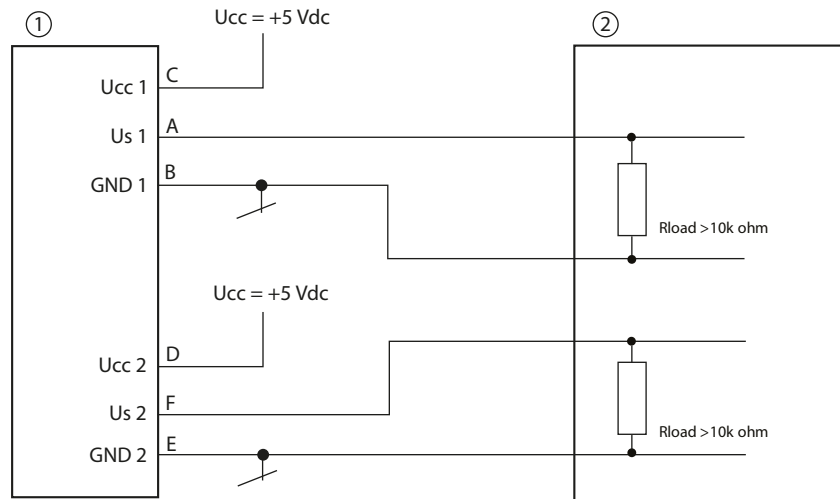 1
2
Ucc = +5 Vdc
Ucc 1
C
Us 1
A
GND 1
B
Rload >10k ohm
Ucc = +5 Vdc
Ucc 2
D
Us 2
F
GND 2
E
Rload >10k ohm